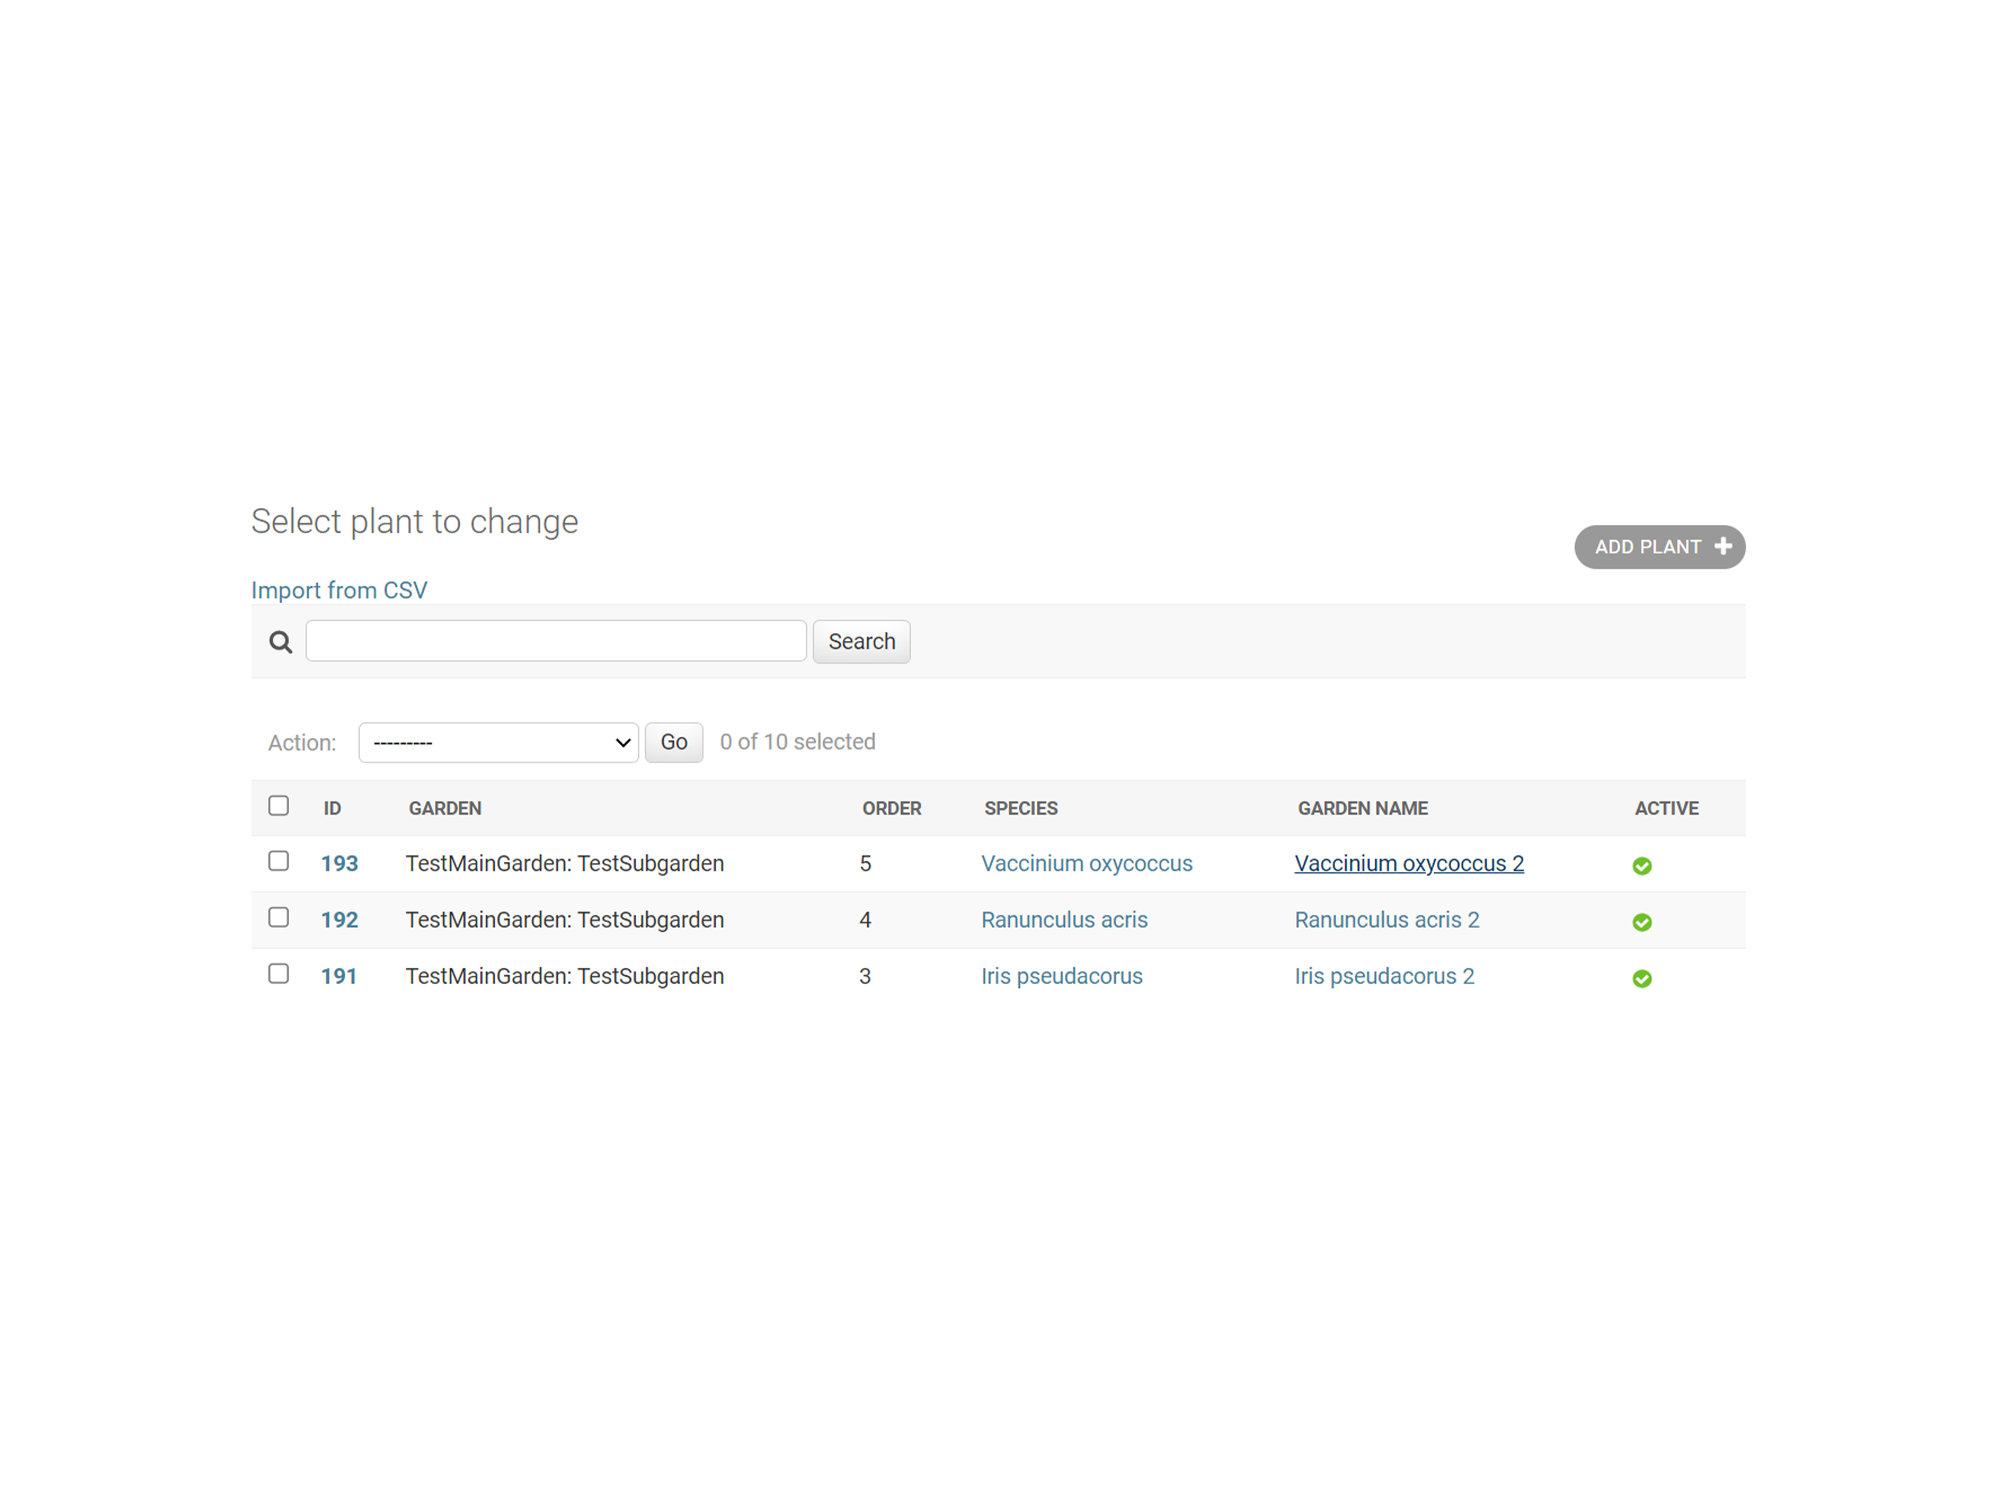 Select plant to change
ADD PLANT
Import from CSV
Search
Action: --------- Go 0 of 10 selected
ID GARDEN ORDER SPECIES GARDEN NAME ACTIVE
193 TestMainGarden: TestSubgarden 5 Vaccinium oxycoccus Vaccinium oxycoccus 2
192 TestMainGarden: TestSubgarden 4 Ranunculus acris Ranunculus acris 2
191 TestMainGarden: TestSubgarden 3 Iris pseudacorus Iris pseudacorus 2